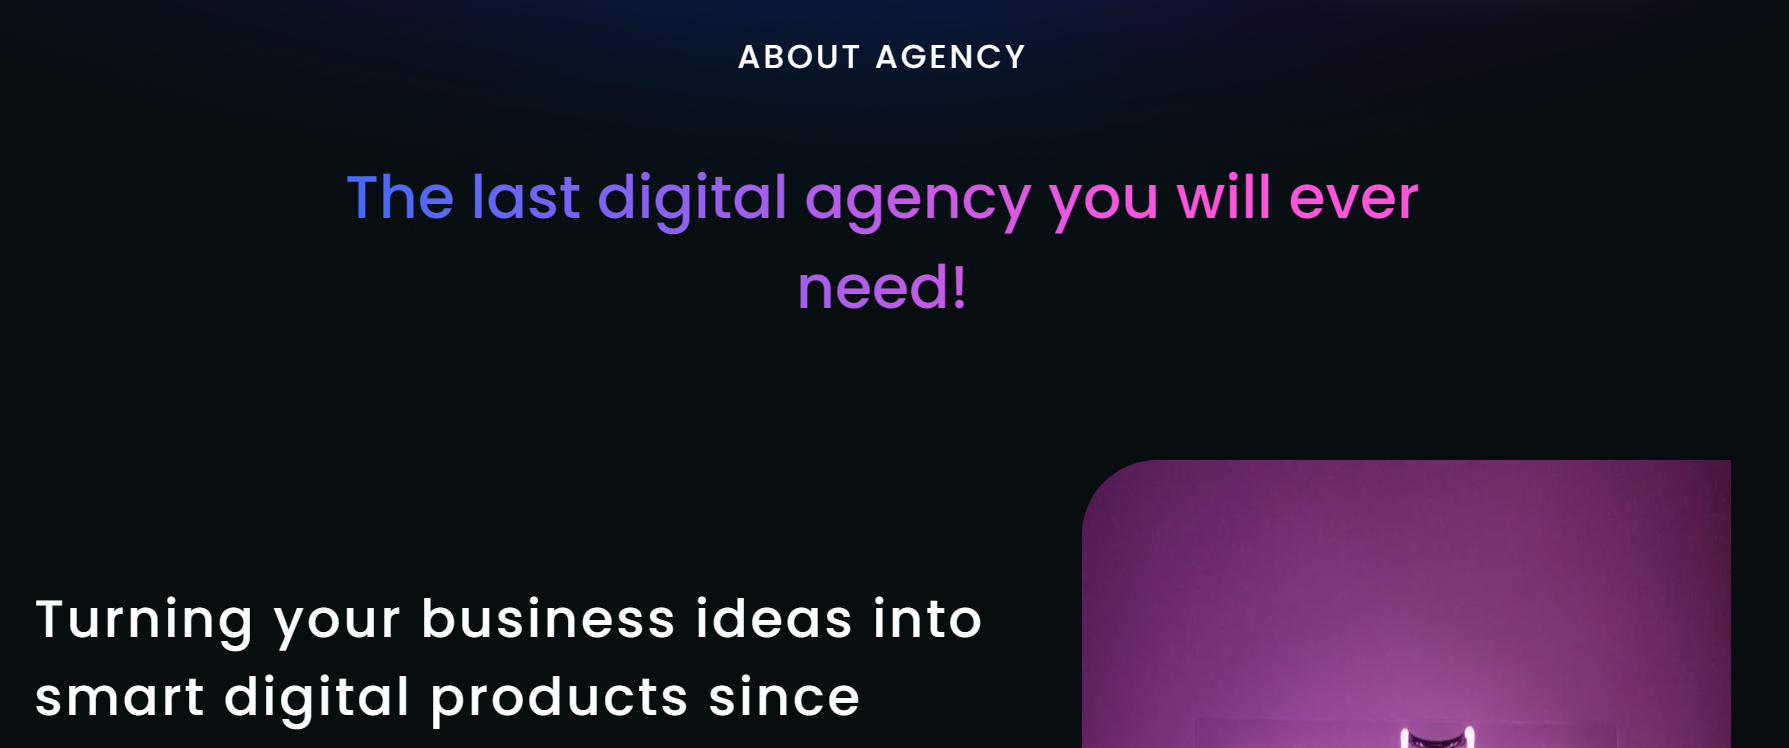 ABOUT AGENCY
The last digital agency you will ever
need!
Turning your business ideas into
smart digital products since